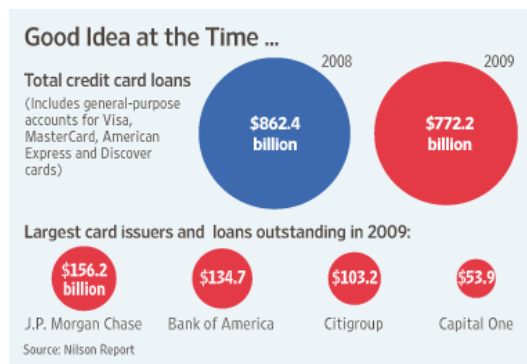 Good Idea at the Time ...
2008
2009
Total credit card loans
(Includes general-purpose
accounts for Visa,
MasterCard, American
Express and Discover
cards)
$862.4
billion
$772.2
billion
Largest card issuers and loans outstanding in 2009:
$156.2
billion
$134.7
$103.2
$53.9
J.P. Morgan Chase
Bank of America
Citigroup
Capital One
Source: Nilson Report